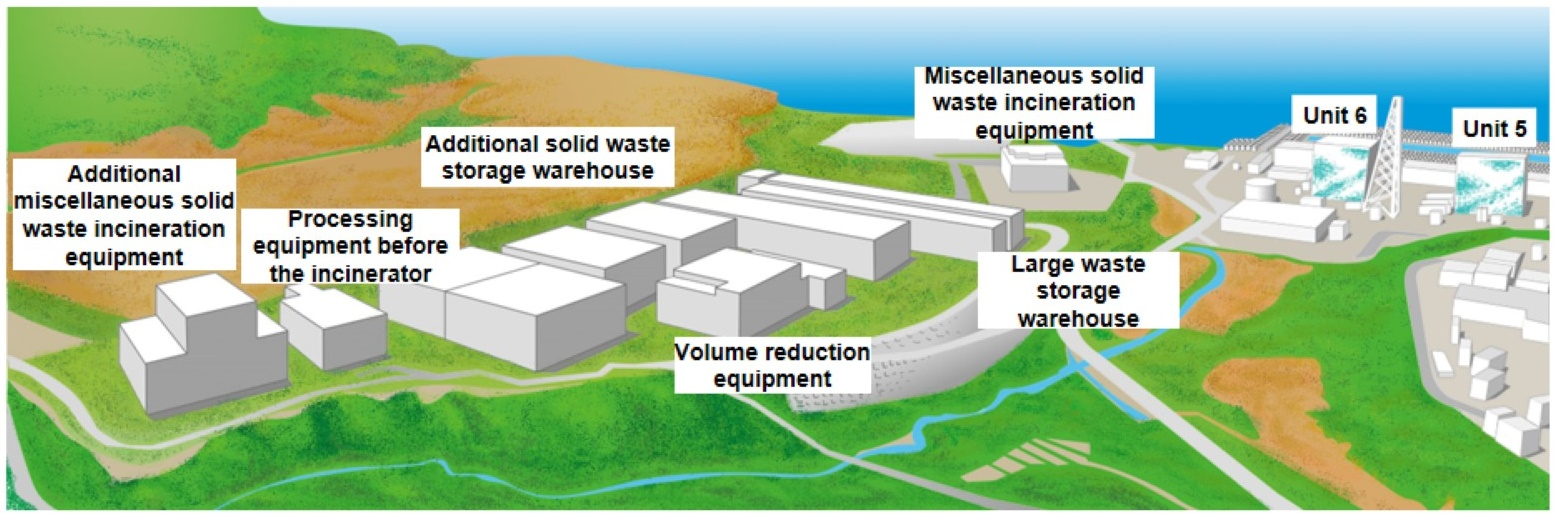 Miscellaneous solid
waste incineration
equipment
Unit 6
Unit 5
Additional solid waste
storage warehouse
Additional
miscellaneous solid
waste incineration
equipment
Processing
equipment before
the incinerator
Large waste
storage
warehouse
Volume reduction
equipment